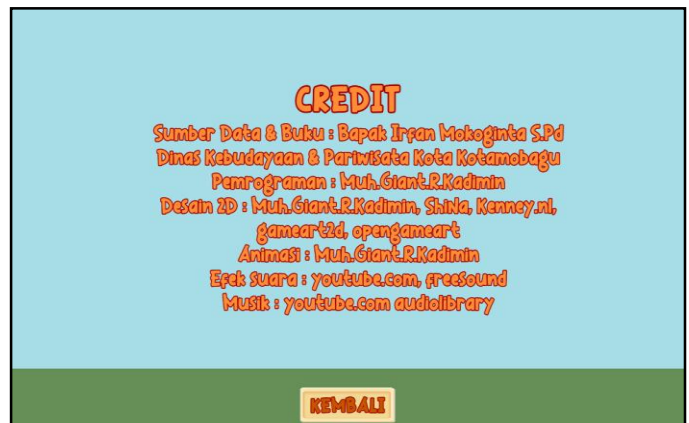 CREDIT
Sumber Data & Buku : Bapak Irfan Mokoginta S.Pd
Dinas Kebudayaan & Pariwisata Kota Kotamobagu
Pemrograman : Muh.Giant.R.Kadimin
Desain 2D : Muh.Giant.R.Kadimin, ShiNa, Kenney.nl,
gameart2d, opengameart
Animasi : Muh.Giant.R.Kadimin
Efek Suara : youtube.com, freesound
Musik : youtube.com audiolibrary
KEMBALI